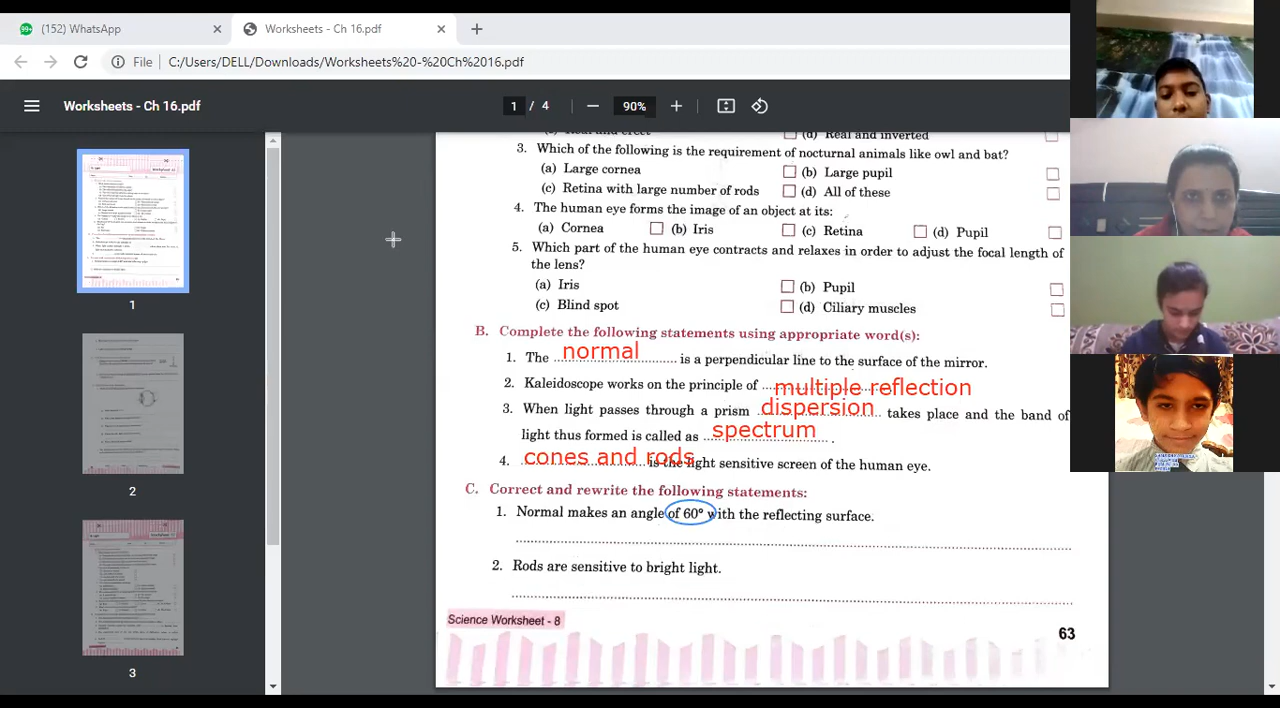 (152) WhatsApp
Worksheets - Ch 16.pdf
File
C:/Users/DELL/Downloads/Worksheets%20-%20Ch%2016.pdf
Worksheets - Ch 16.pdf
1 / 4
90%
(d) Real and inverted
3. Which of the following is the requirement of nocturnal animals like owl and bat?
(a) Large cornea (b) Large pupil
(c) Retina with large number of rods (d) All of these
4. The human eye forms the image of an object at its:
(a) Cornea (b) Iris (c) Retina (d) Pupil
5. Which part of the human eye contracts and relaxes in order to adjust the focal length of
the lens?
(a) Iris (b) Pupil
(c) Blind spot (d) Ciliary muscles
B. Complete the following statements using appropriate word(s):
1. The normal is a perpendicular line to the surface of the mirror.
2. Kaleidoscope works on the principle of multiple reflection
3. When light passes through a prism dispersion takes place and the band of
light thus formed is called as spectrum.
4. cones and rods is the light sensitive screen of the human eye.
C. Correct and rewrite the following statements:
1. Normal makes an angle of 60° with the reflecting surface.
2. Rods are sensitive to bright light.
Science Worksheet - 8
63
1
2
3